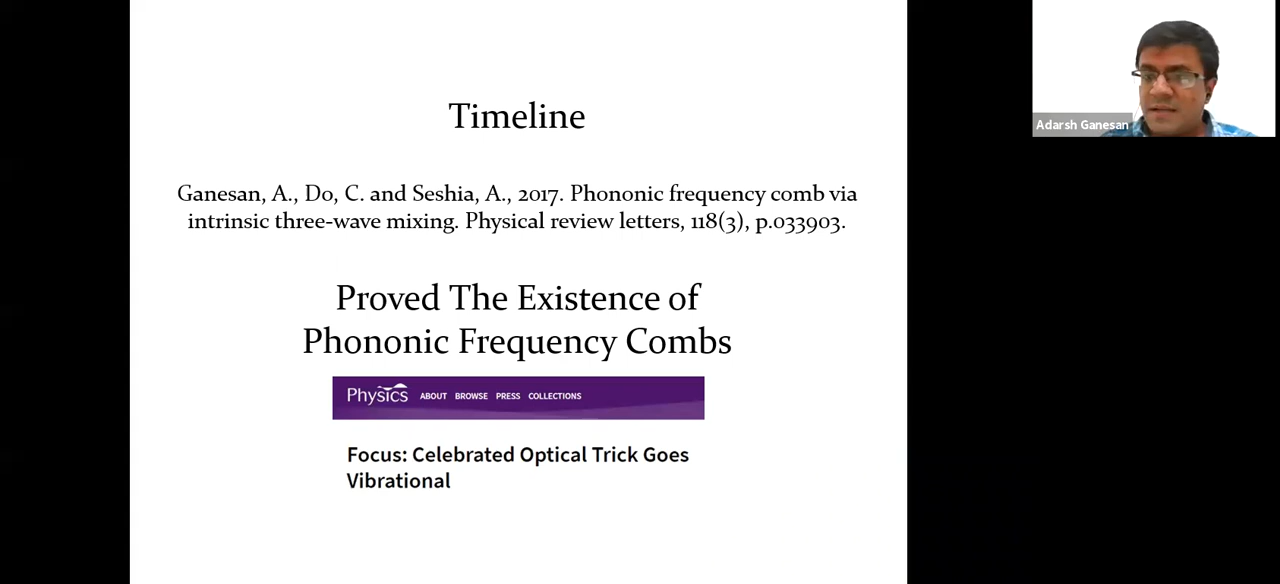 Timeline
Ganesan, A., Do, C. and Seshia, A., 2017. Phononic frequency comb via
intrinsic three-wave mixing. Physical review letters, 118(3), p.033903.
Proved The Existence of
Phononic Frequency Combs
Physics ABOUT BROWSE PRESS COLLECTIONS
Focus: Celebrated Optical Trick Goes
Vibrational
Adarsh Ganesan